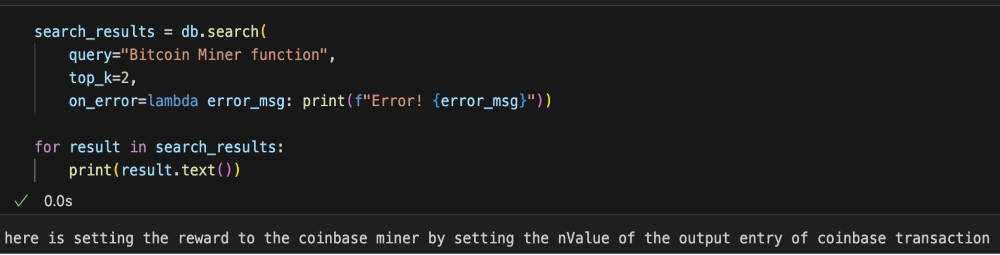 search_results = db.search(
query="Bitcoin Miner function",
top_k=2,
on_error=lambda error_msg: print(f"Error! {error_msg}"))
for result in search_results:
print(result.text())
✓ 0.0s
here is setting the reward to the coinbase miner by setting the nValue of the output entry of coinbase transaction